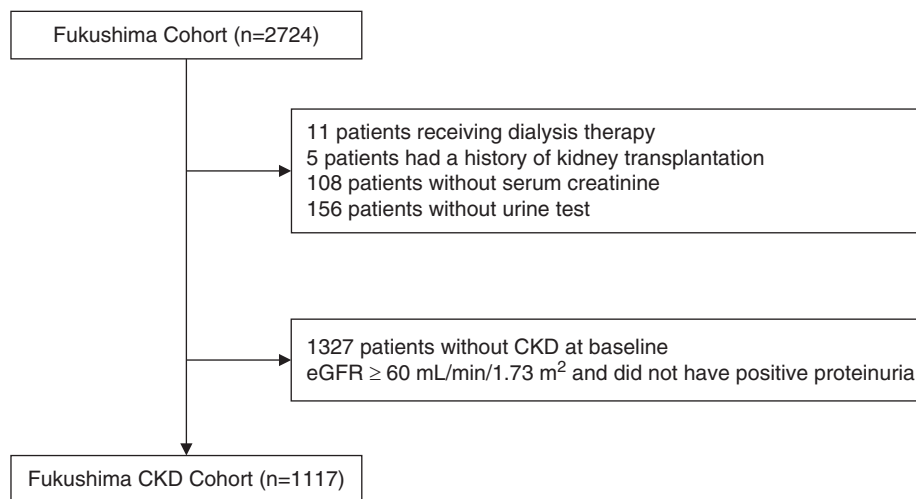 Fukushima Cohort (n=2724)
11 patients receiving dialysis therapy
5 patients had a history of kidney transplantation
108 patients without serum creatinine
156 patients without urine test
1327 patients without CKD at baseline
eGFR ≥ 60 mL/min/1.73 m² and did not have positive proteinuria
Fukushima CKD Cohort (n=1117)